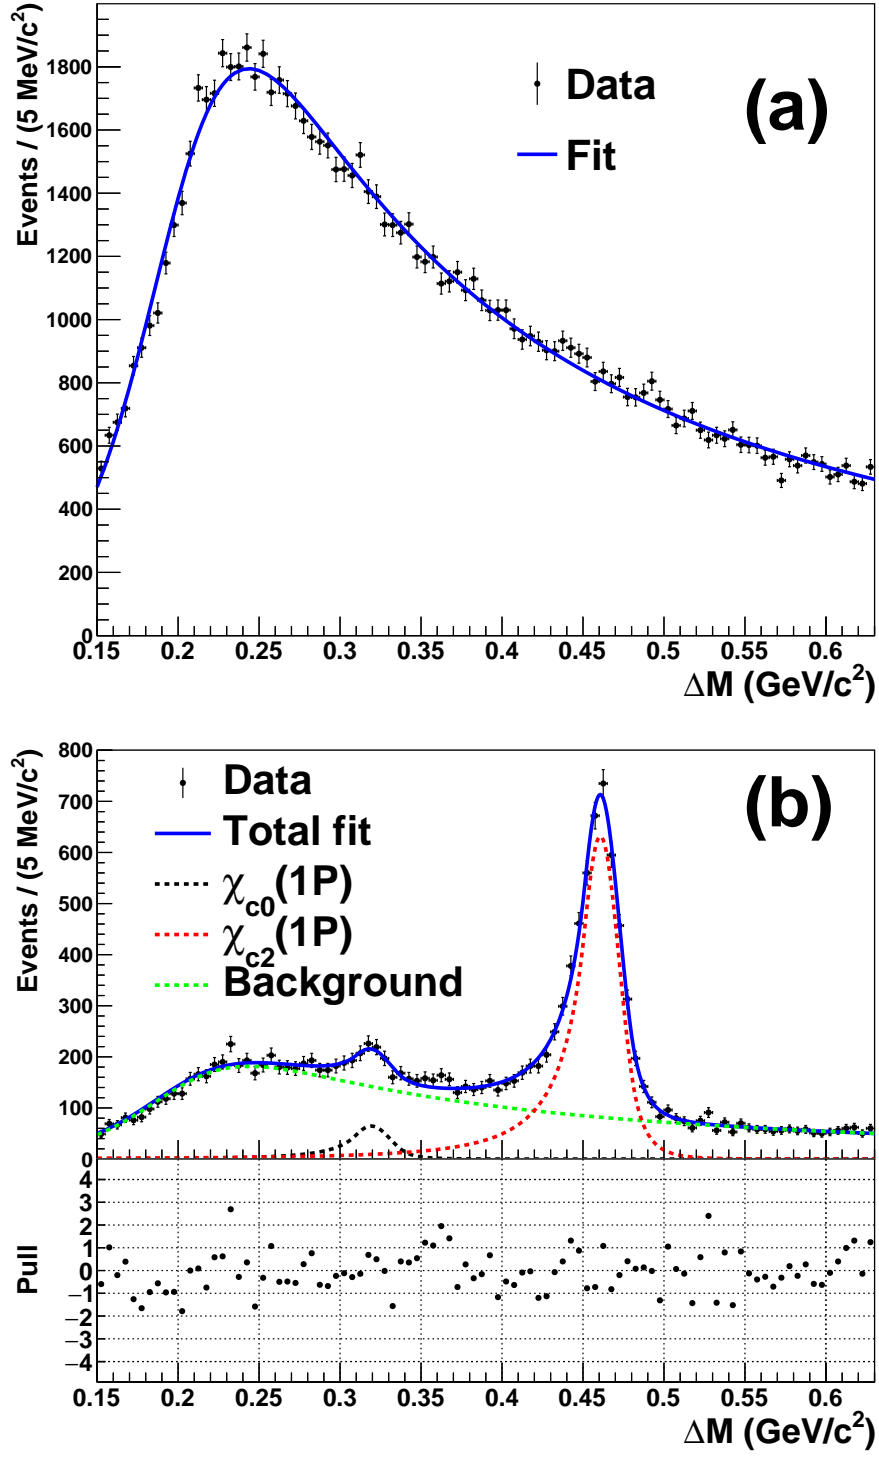 Events / (5 MeV/c²)
1800
1600
1400
1200
1000
800
600
400
200
0
Data
Fit
(a)
0.15 0.2 0.25 0.3 0.35 0.4 0.45 0.5 0.55 0.6
ΔM (GeV/c²)
Events / (5 MeV/c²)
800
700
600
500
400
300
200
100
0
Data
Total fit
χc0(1P)
χc2(1P)
Background
(b)
Pull
4
3
2
1
0
−1
−2
−3
−4
0.15 0.2 0.25 0.3 0.35 0.4 0.45 0.5 0.55 0.6
ΔM (GeV/c²)